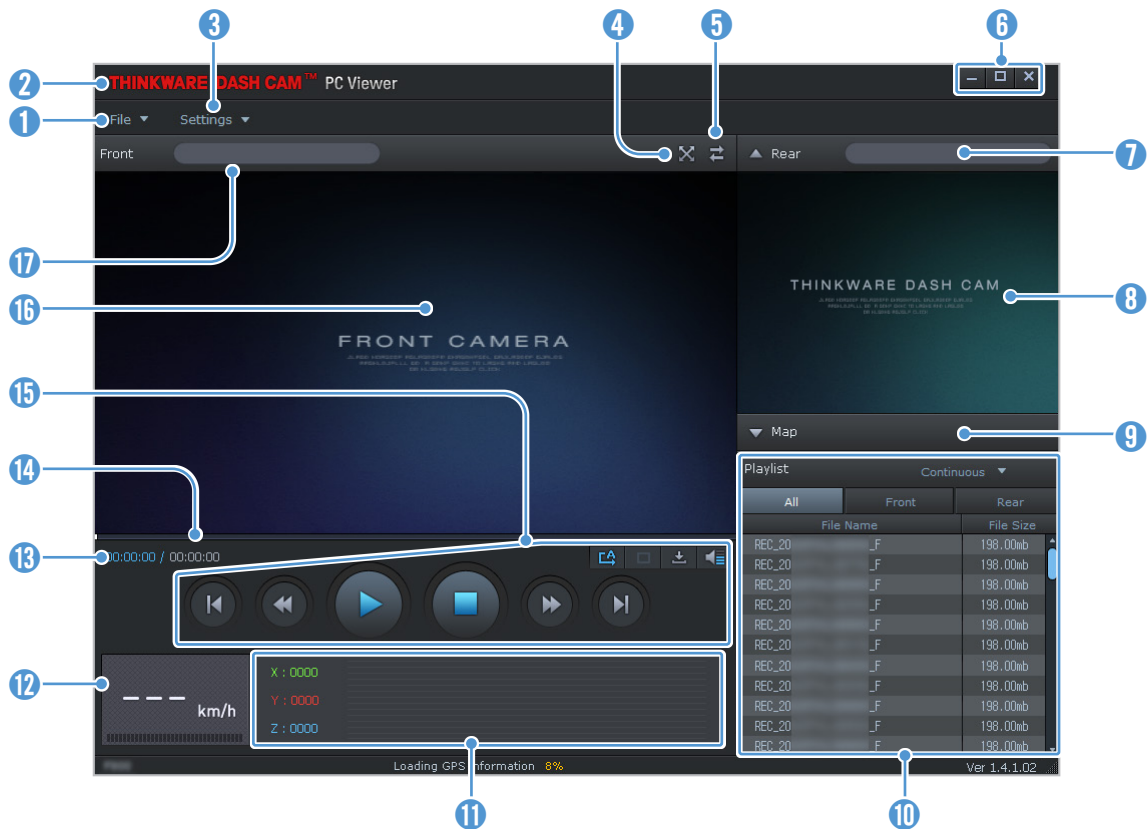 3
4
5
6
2
THINKWARE DASH CAM™ PC Viewer
1
File
Settings
Front
Rear
7
17
16
THINKWARE DASH CAM
8
FRONT CAMERA
15
Map
9
14
Playlist
Continuous
All
Front
Rear
File Name
File Size
13
00:00:00 / 00:00:00
REC_20 _F 198.00mb
REC_20 _F 198.00mb
REC_20 _F 198.00mb
REC_20 _F 198.00mb
REC_20 _F 198.00mb
REC_20 _F 198.00mb
REC_20 _F 198.00mb
REC_20 _F 198.00mb
REC_20 _F 198.00mb
REC_20 _F 198.00mb
REC_20 _F 198.00mb
12
km/h
X : 0000
Y : 0000
Z : 0000
Loading GPS Information 8%
Ver 1.4.1.02
11
10